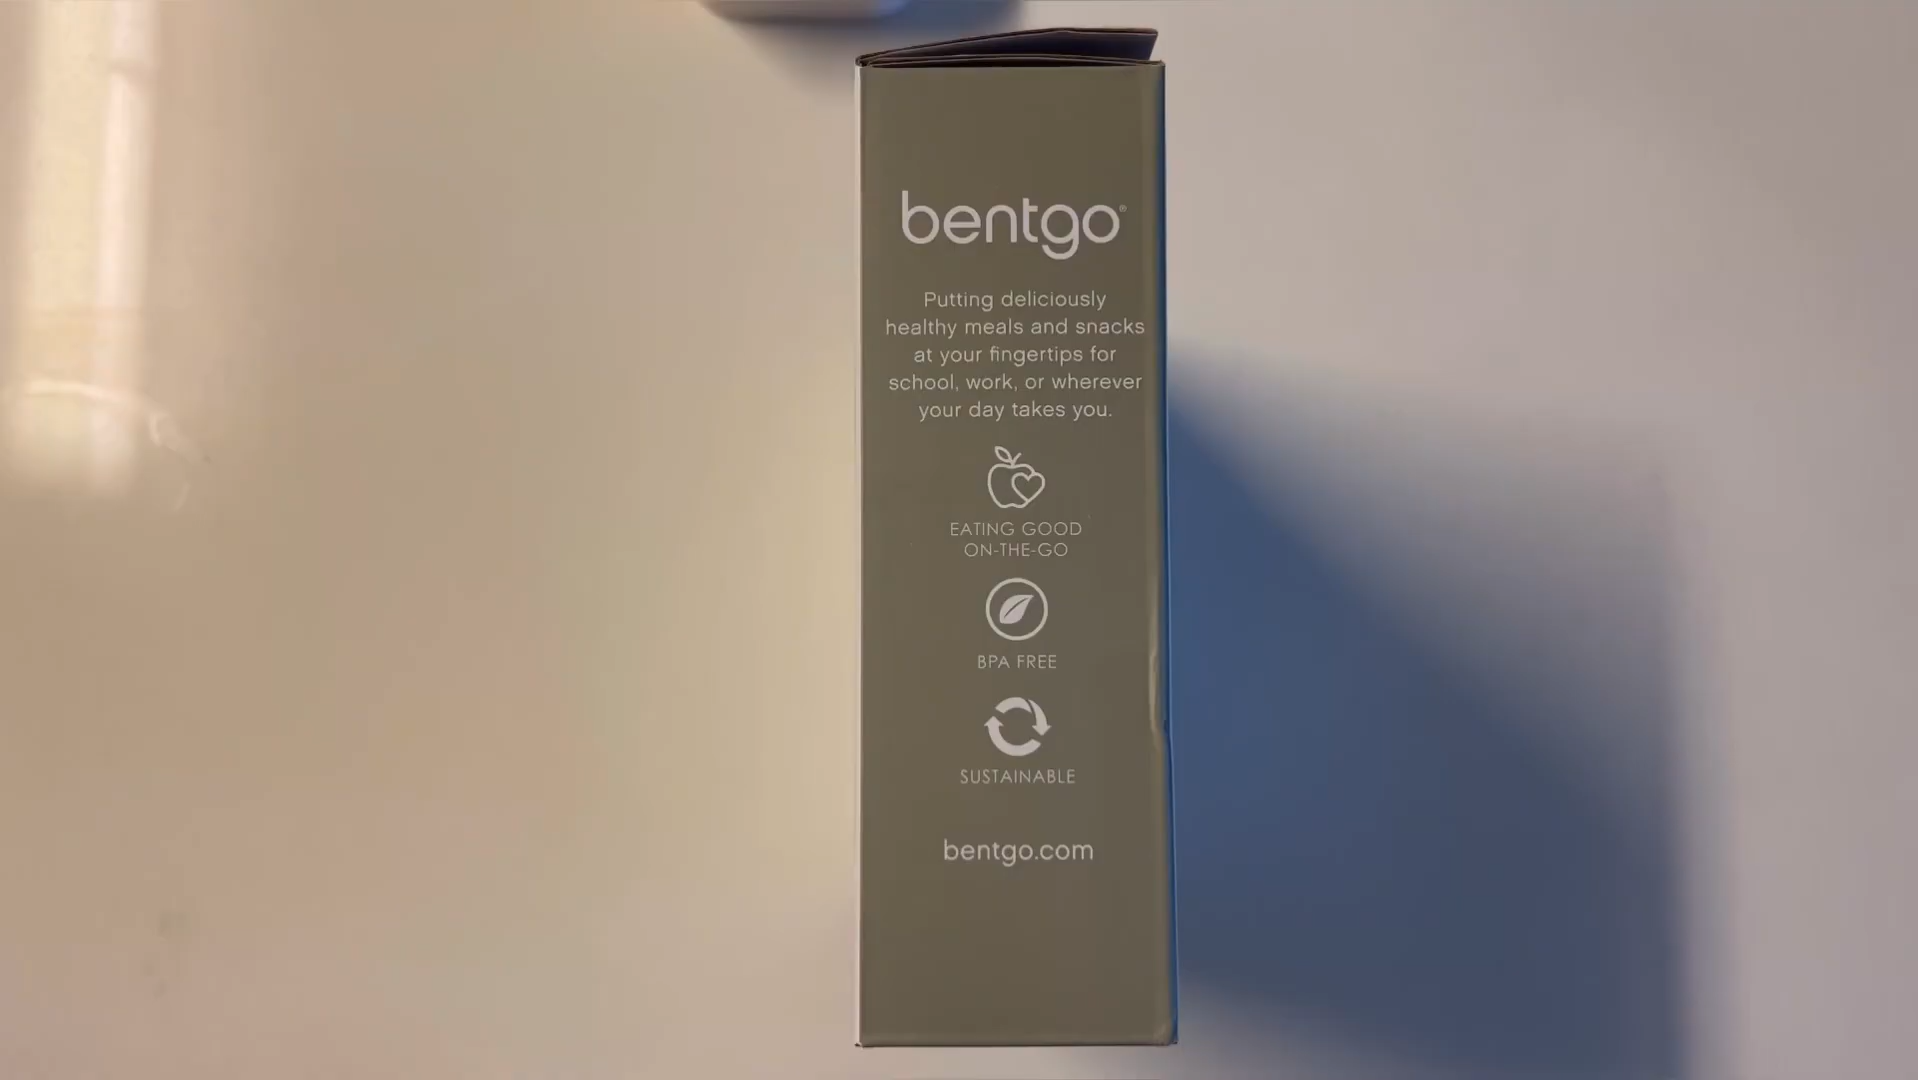 bentgo®
Putting deliciously
healthy meals and snacks
at your fingertips for
school, work, or wherever
your day takes you.
EATING GOOD
ON-THE-GO
BPA FREE
SUSTAINABLE
bentgo.com